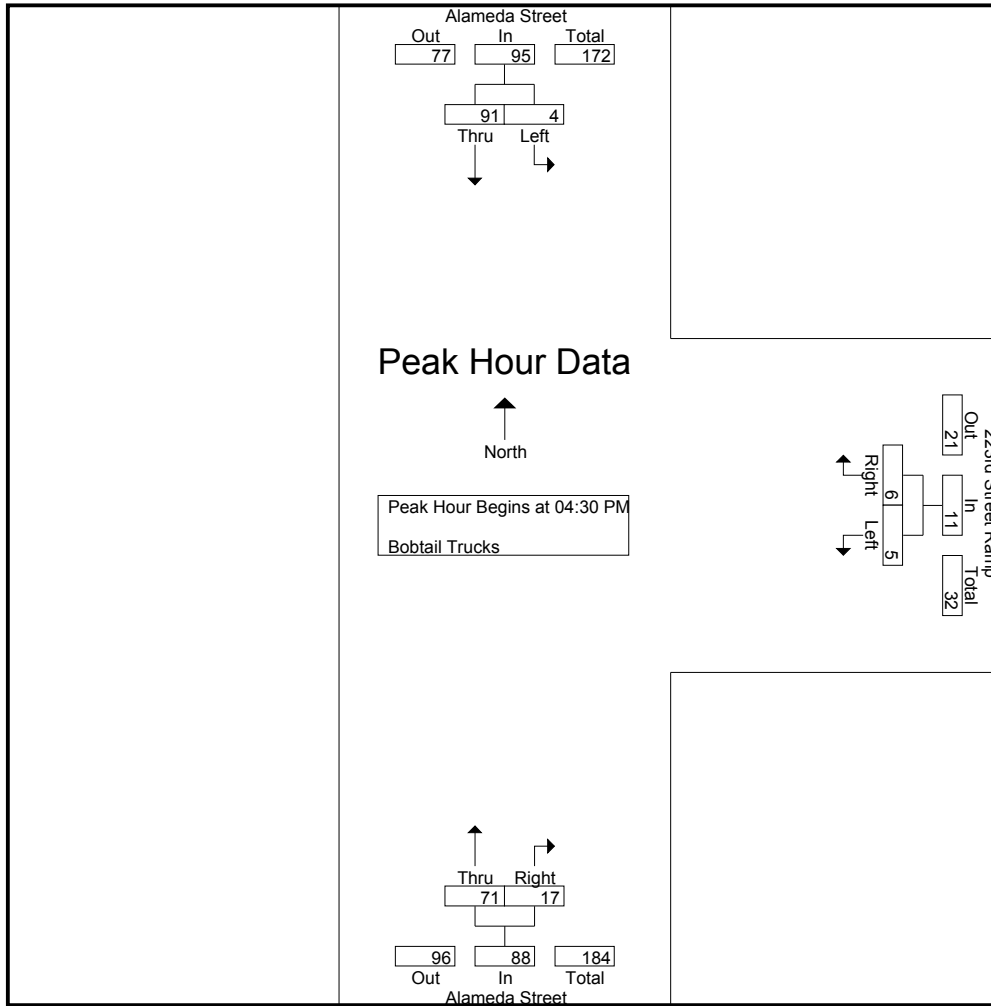 Alameda Street
Out In Total
77 95 172
91 4
Thru Left
Peak Hour Data
North
Peak Hour Begins at 04:30 PM
Bobtail Trucks
Street Ramp
Out In Total
21 11 32
Right Left
6 5
Thru Right
71 17
96 88 184
Out In Total
Alameda Street